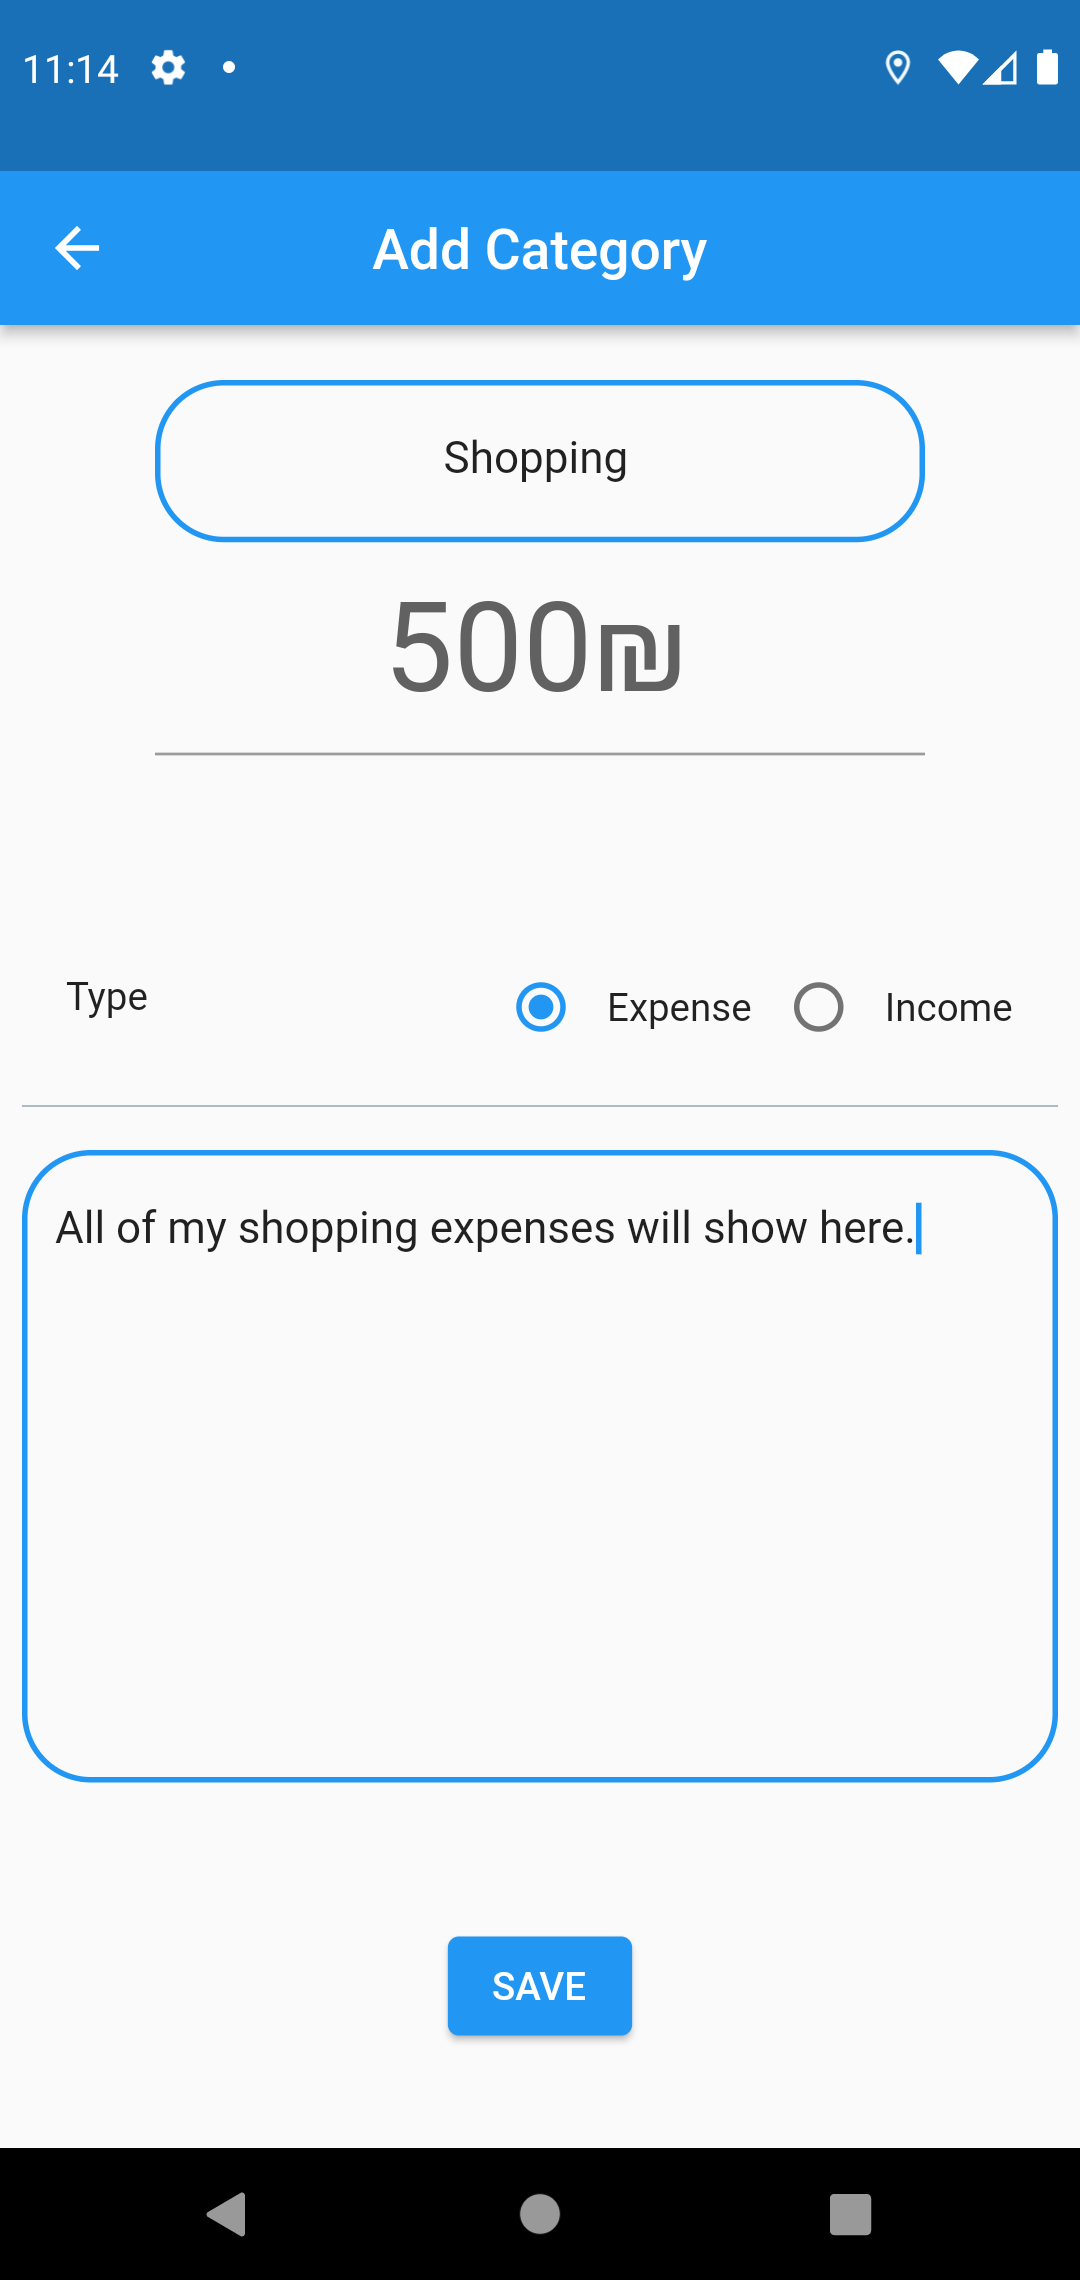 11:14
Add Category
Shopping
500₪
Type
Expense
Income
All of my shopping expenses will show here.
SAVE